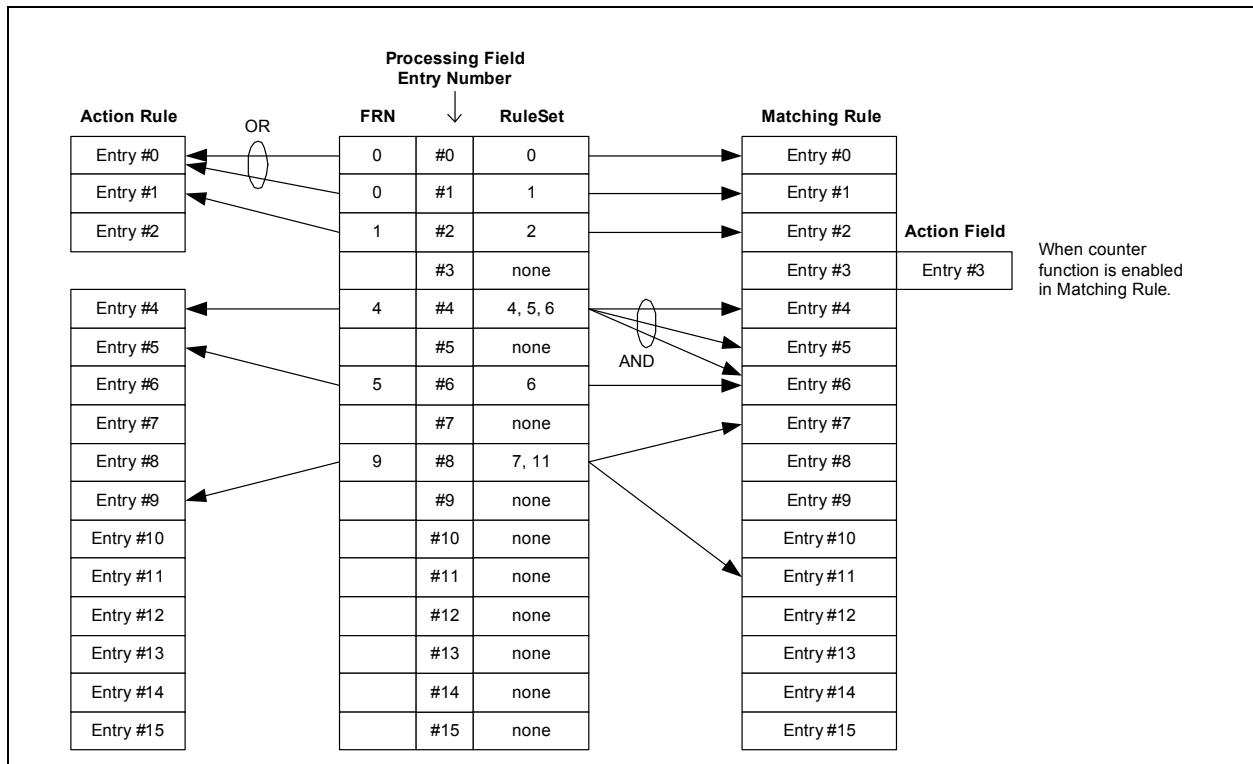 Processing Field
Entry Number
Action Rule
OR
FRN
RuleSet
Matching Rule
Entry #0
0
#0
0
Entry #0
Entry #1
0
#1
1
Entry #1
Entry #2
1
#2
2
Entry #2
Action Field
#3
none
Entry #3
Entry #3
When counter
function is enabled
in Matching Rule.
Entry #4
4
#4
4, 5, 6
Entry #4
Entry #5
#5
none
AND
Entry #5
Entry #6
5
#6
6
Entry #6
Entry #7
#7
none
Entry #7
Entry #8
9
#8
7, 11
Entry #8
Entry #9
#9
none
Entry #9
Entry #10
#10
none
Entry #10
Entry #11
#11
none
Entry #11
Entry #12
#12
none
Entry #12
Entry #13
#13
none
Entry #13
Entry #14
#14
none
Entry #14
Entry #15
#15
none
Entry #15